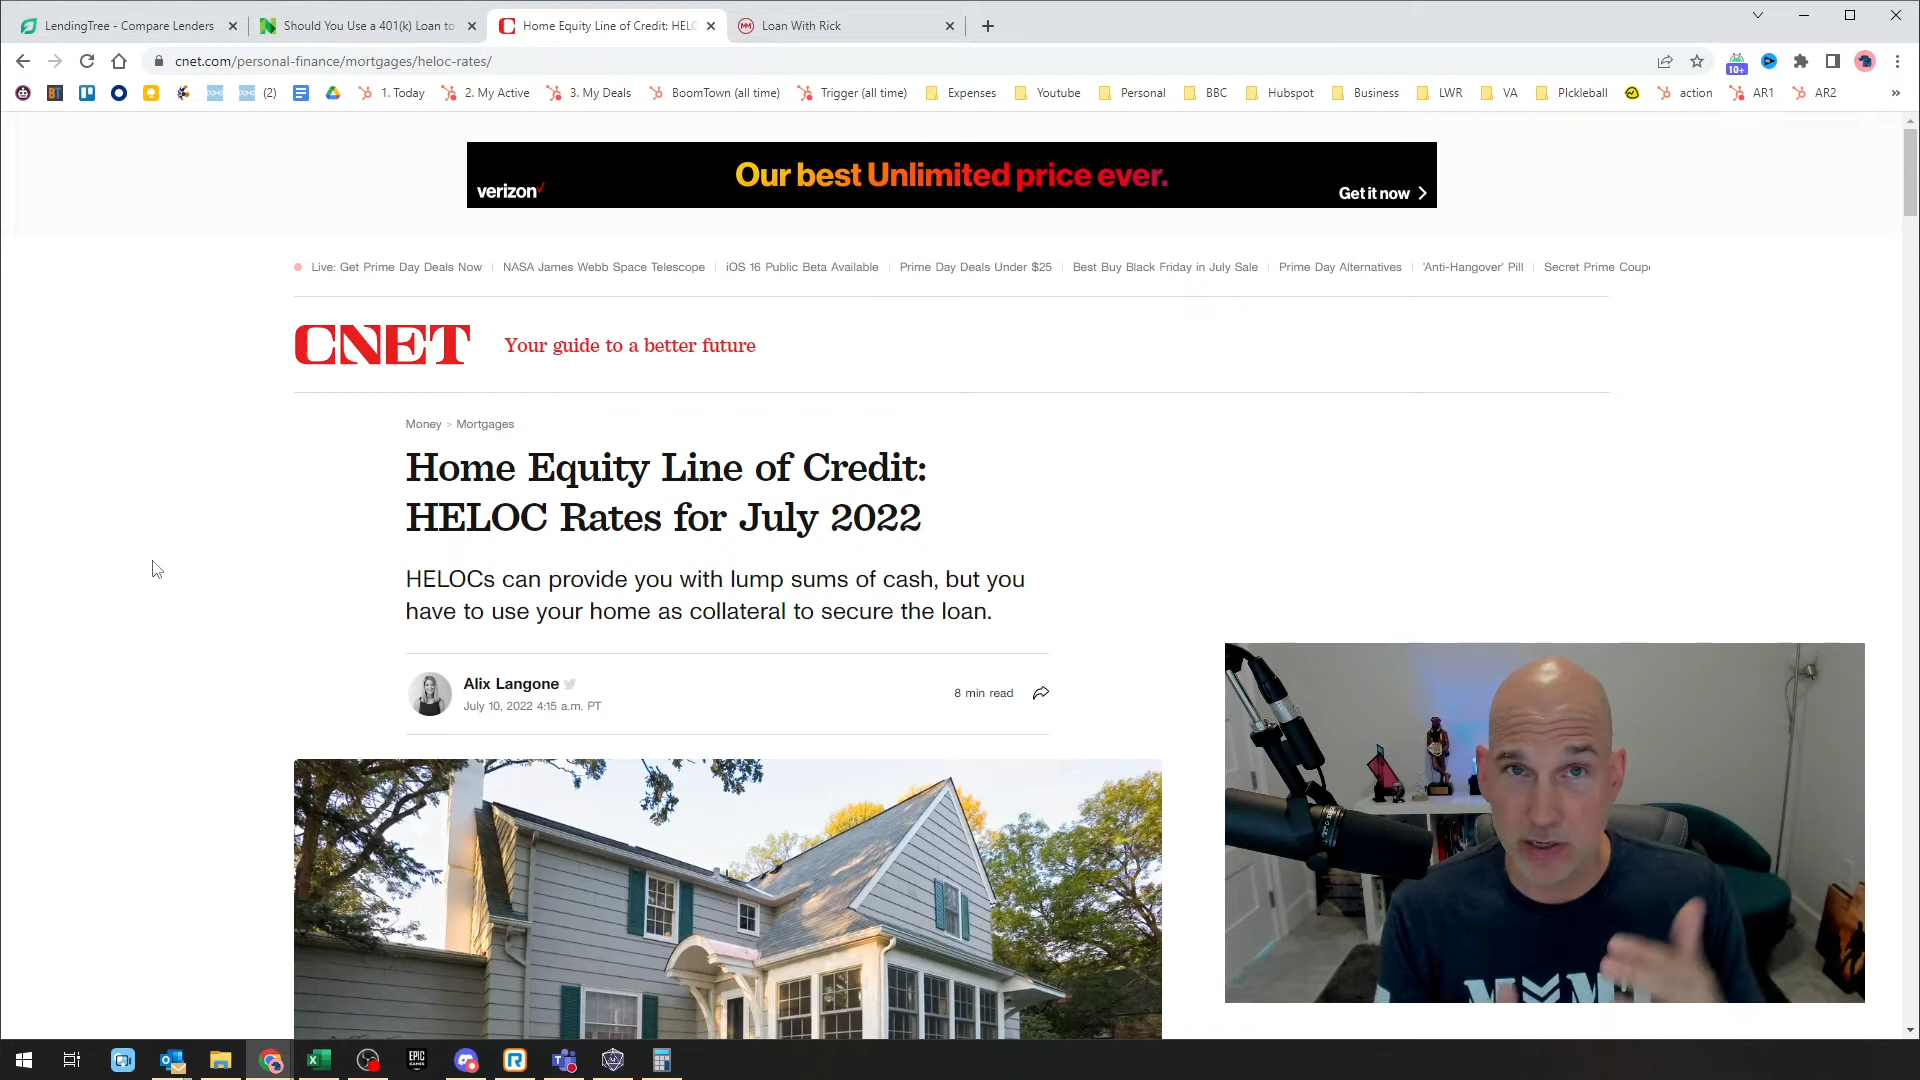 LendingTree - Compare Lenders
Should You Use a 401(k) Loan to
Home Equity Line of Credit: HELO
Loan With Rick
cnet.com/personal-finance/mortgages/heloc-rates/
10+
BT
(2)
1. Today
2. My Active
3. My Deals
BoomTown (all time)
Trigger (all time)
Expenses
Youtube
Personal
BBC
Hubspot
Business
LWR
VA
PIckleball
action
AR1
AR2
verizon
Our best Unlimited price ever.
Get it now
Live: Get Prime Day Deals Now
NASA James Webb Space Telescope
iOS 16 Public Beta Available
Prime Day Deals Under $25
Best Buy Black Friday in July Sale
Prime Day Alternatives
'Anti-Hangover' Pill
Secret Prime Coup
CNET
Your guide to a better future
Money > Mortgages
Home Equity Line of Credit:
HELOC Rates for July 2022
HELOCs can provide you with lump sums of cash, but you
have to use your home as collateral to secure the loan.
Alix Langone
July 10, 2022 4:15 a.m. PT
8 min read
EPIC
GAMES